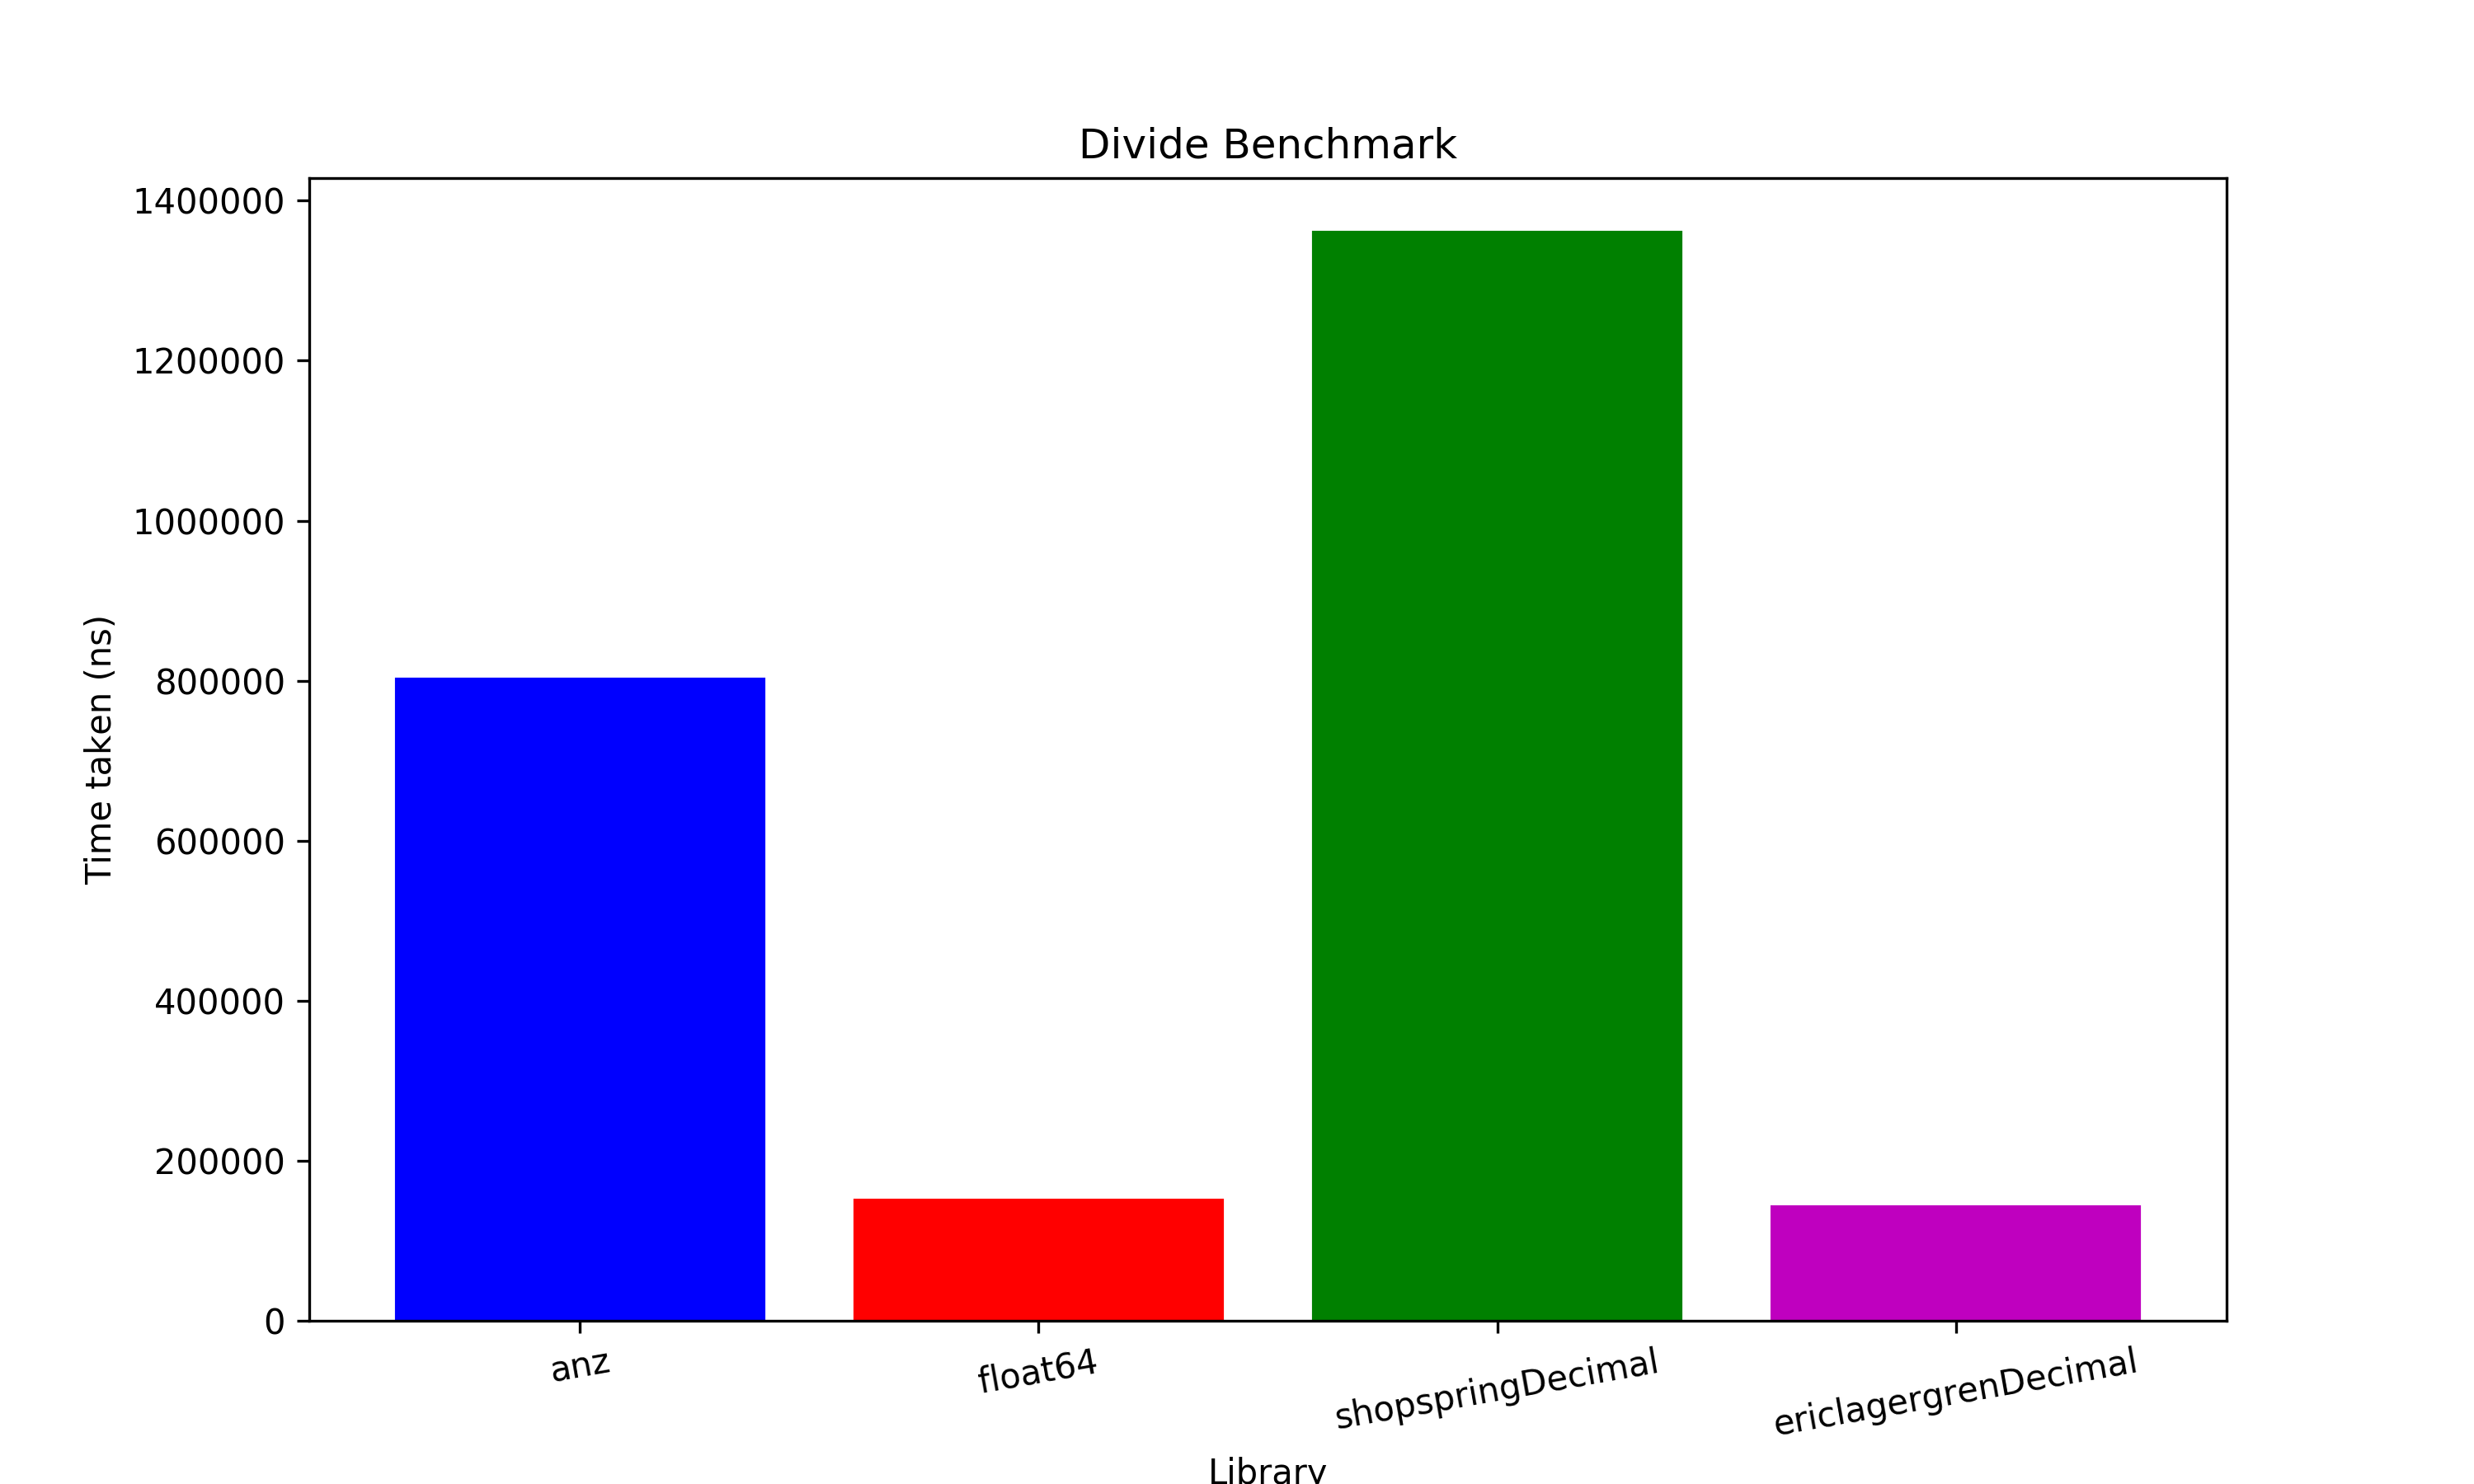 Divide Benchmark
1400000
1200000
1000000
800000
600000
400000
200000
0
Time taken (ns)
anz
float64
shopspringDecimal
ericlagergrenDecimal
Library